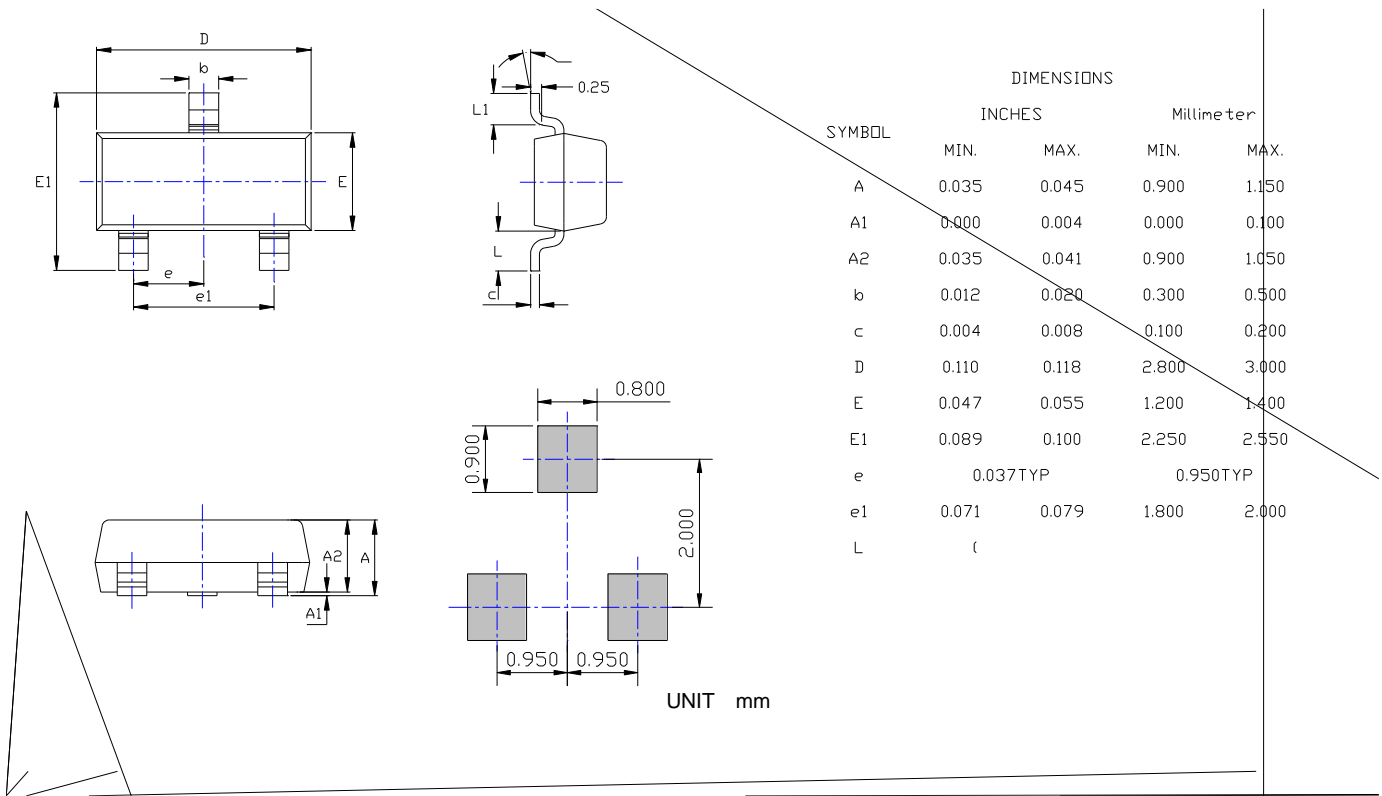 D
b
E1
E
e
e1
L1
0.25
L
c
A2
A
A1
0.800
0.900
2.000
0.950 0.950
UNIT mm
DIMENSIONS
SYMBOL INCHES Millimeter
MIN. MAX. MIN. MAX.
A 0.035 0.045 0.900 1.150
A1 0.000 0.004 0.000 0.100
A2 0.035 0.041 0.900 1.050
b 0.012 0.020 0.300 0.500
c 0.004 0.008 0.100 0.200
D 0.110 0.118 2.800 3.000
E 0.047 0.055 1.200 1.400
E1 0.089 0.100 2.250 2.550
e 0.037TYP 0.950TYP
e1 0.071 0.079 1.800 2.000
L